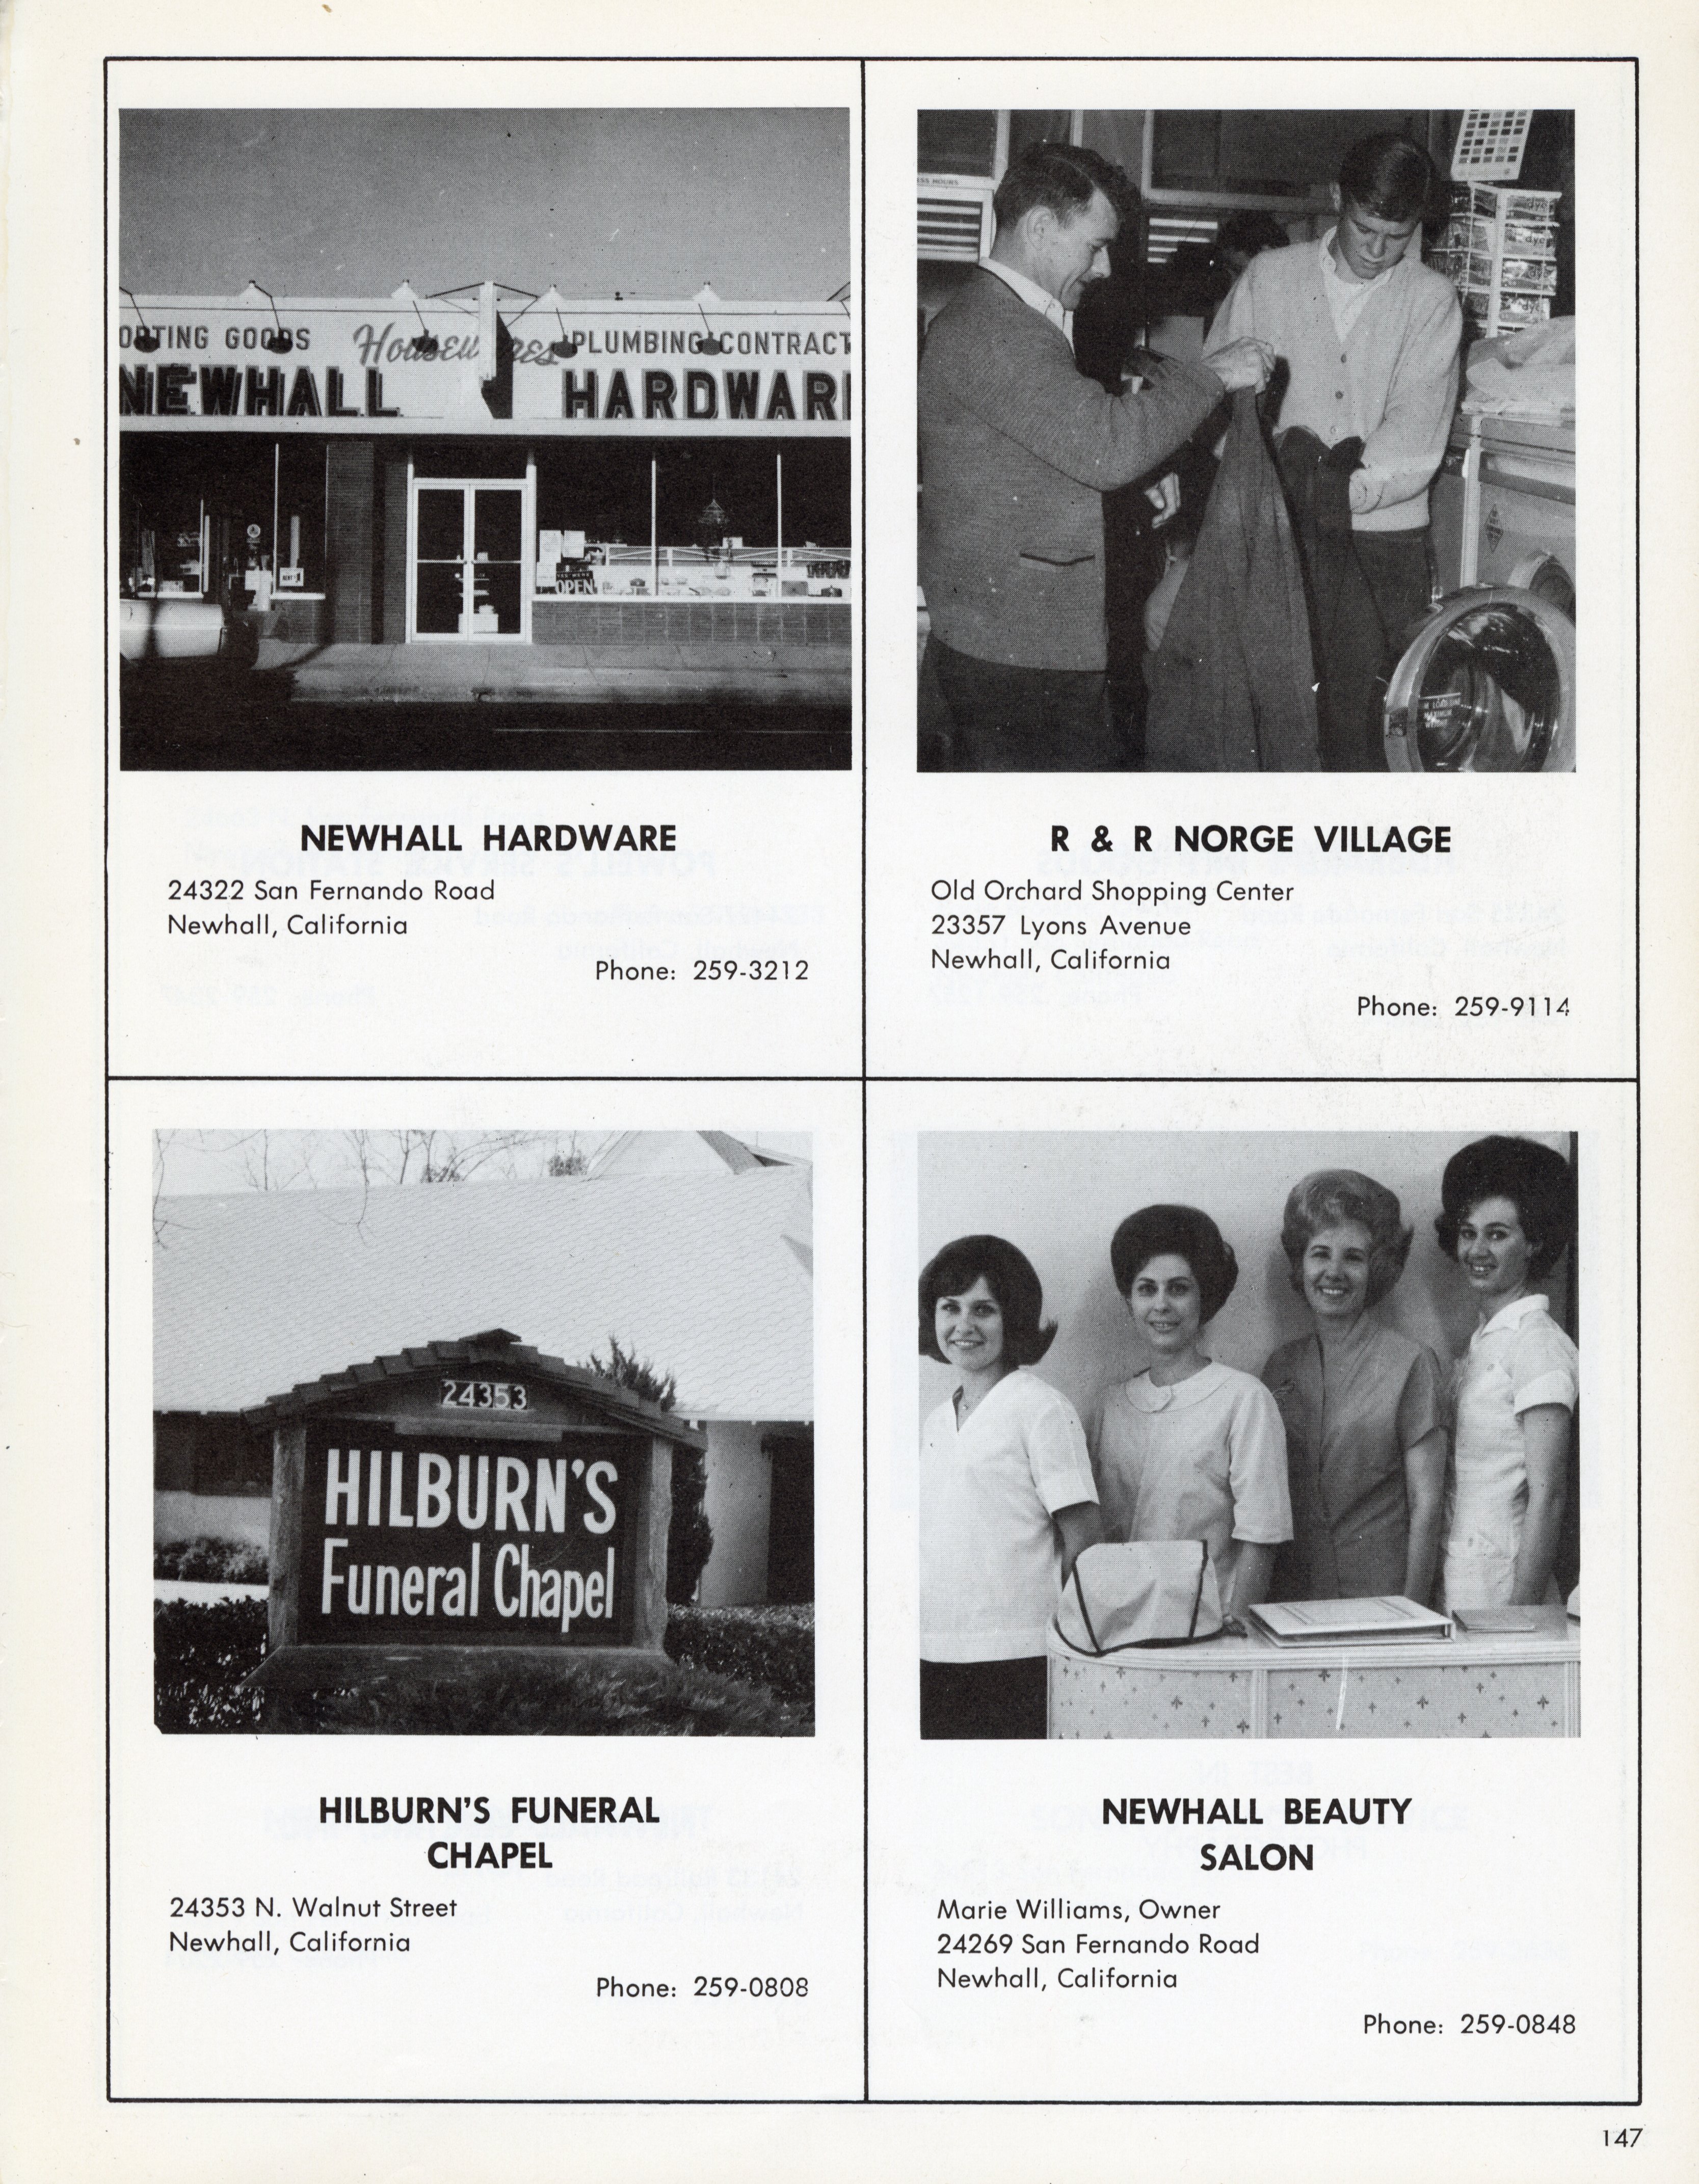 ORTING GOODS Housewares PLUMBING CONTRACT
NEWHALL HARDWAR
OPEN
NEWHALL HARDWARE
24322 San Fernando Road
Newhall, California
Phone: 259-3212
ESS HOURS
R & R NORGE VILLAGE
Old Orchard Shopping Center
23357 Lyons Avenue
Newhall, California
Phone: 259-9114
24353
HILBURN'S
Funeral Chapel
HILBURN'S FUNERAL
CHAPEL
24353 N. Walnut Street
Newhall, California
Phone: 259-0808
NEWHALL BEAUTY
SALON
Marie Williams, Owner
24269 San Fernando Road
Newhall, California
Phone: 259-0848
147